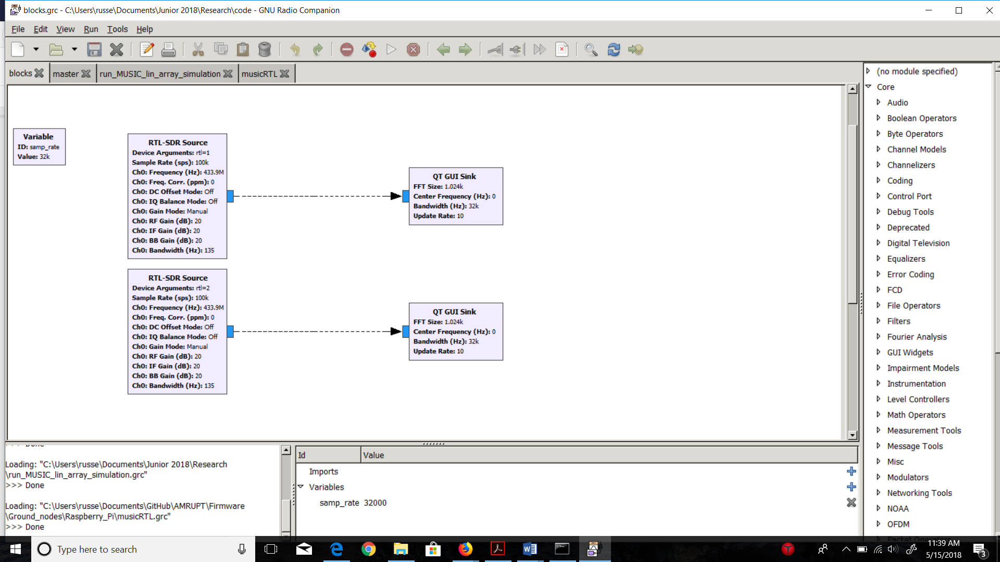 blocks.grc - C:\Users\russe\Documents\Junior 2018\Research\code - GNU Radio Companion
File Edit View Run Tools Help
blocks master run_MUSIC_lin_array_simulation musicRTL
Variable
ID: samp_rate
Value: 32k
RTL-SDR Source
Device Arguments: rtl=1
Sample Rate (sps): 100k
Ch0: Frequency (Hz): 433.9M
Ch0: Freq. Corr. (ppm): 0
Ch0: DC Offset Mode: Off
Ch0: IQ Balance Mode: Off
Ch0: Gain Mode: Manual
Ch0: RF Gain (dB): 20
Ch0: IF Gain (dB): 20
Ch0: BB Gain (dB): 20
Ch0: Bandwidth (Hz): 135
QT GUI Sink
FFT Size: 1.024k
Center Frequency (Hz): 0
Bandwidth (Hz): 32k
Update Rate: 10
RTL-SDR Source
Device Arguments: rtl=2
Sample Rate (sps): 100k
Ch0: Frequency (Hz): 433.9M
Ch0: Freq. Corr. (ppm): 0
Ch0: DC Offset Mode: Off
Ch0: IQ Balance Mode: Off
Ch0: Gain Mode: Manual
Ch0: RF Gain (dB): 20
Ch0: IF Gain (dB): 20
Ch0: BB Gain (dB): 20
Ch0: Bandwidth (Hz): 135
QT GUI Sink
FFT Size: 1.024k
Center Frequency (Hz): 0
Bandwidth (Hz): 32k
Update Rate: 10
(no module specified)
Core
Audio
Boolean Operators
Byte Operators
Channel Models
Channelizers
Coding
Control Port
Debug Tools
Deprecated
Digital Television
Equalizers
Error Coding
FCD
File Operators
Filters
Fourier Analysis
GUI Widgets
Impairment Models
Instrumentation
Level Controllers
Math Operators
Measurement Tools
Message Tools
Misc
Modulators
Networking Tools
NOAA
OFDM
Packet Operators
>>> Done
Loading: "C:\Users\russe\Documents\Junior 2018\Research
\run_MUSIC_lin_array_simulation.grc"
>>> Done
Loading: "C:\Users\russe\Documents\GitHub\AMRUPT\Firmware
\Ground_nodes\Raspberry_Pi\musicRTL.grc"
>>> Done
Id Value
Imports
Variables
samp_rate 32000
Type here to search
11:39 AM
5/15/2018
3